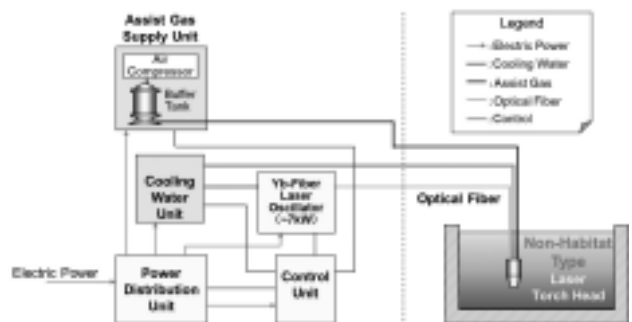 Assist Gas
Supply Unit
Air
Compressor
Buffer
Tank
Cooling
Water
Unit
Yb-Fiber
Laser
Oscillator
(~7kW)
Electric Power
Power
Distribution
Unit
Control
Unit
Optical Fiber
Non-Habitat
Type
Laser
Torch Head
Legend
:Electric Power
:Cooling Water
:Assist Gas
:Optical Fiber
:Control